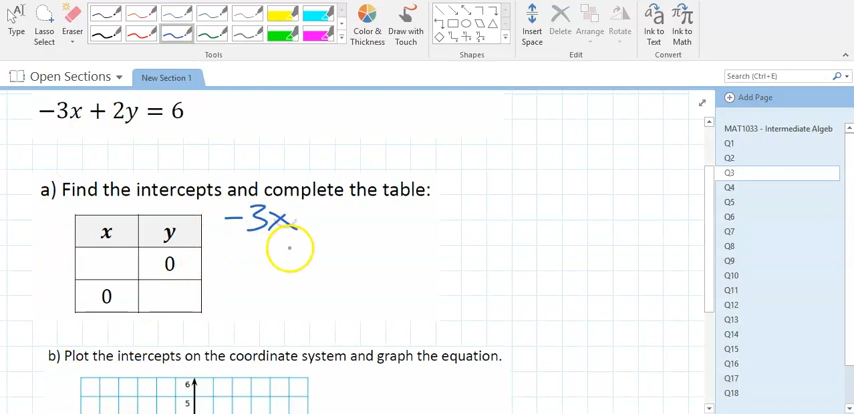 Type
Lasso Select
Eraser
Color & Thickness
Draw with Touch
Insert Space
Delete
Arrange
Rotate
Ink to Text
Ink to Math
Tools
Shapes
Edit
Convert
Open Sections
New Section 1
Search (Ctrl+E)
−3x + 2y = 6
a) Find the intercepts and complete the table:
x y
0
0
−3x
b) Plot the intercepts on the coordinate system and graph the equation.
6
5
Add Page
MAT1033 - Intermediate Algeb
Q1
Q2
Q3
Q4
Q5
Q6
Q7
Q8
Q9
Q10
Q11
Q12
Q13
Q14
Q15
Q16
Q17
Q18